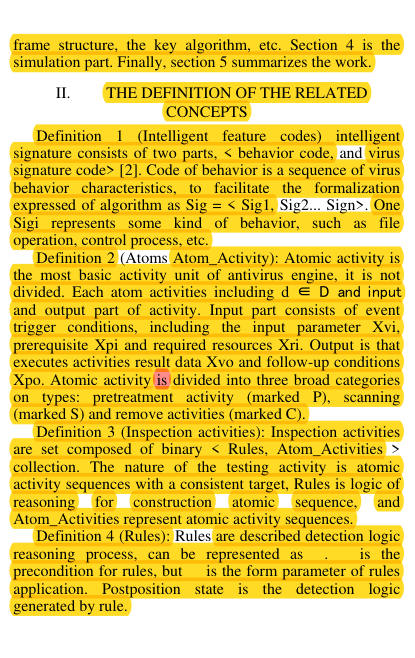 frame structure, the key algorithm, etc. Section 4 is the
simulation part. Finally, section 5 summarizes the work.
II. THE DEFINITION OF THE RELATED
CONCEPTS
Definition 1 (Intelligent feature codes) intelligent
signature consists of two parts, < behavior code, and virus
signature code> [2]. Code of behavior is a sequence of virus
behavior characteristics, to facilitate the formalization
expressed of algorithm as Sig = < Sig1, Sig2... Sign>. One
Sigi represents some kind of behavior, such as file
operation, control process, etc.
Definition 2 (Atoms Atom_Activity): Atomic activity is
the most basic activity unit of antivirus engine, it is not
divided. Each atom activities including d ∈ D and input
and output part of activity. Input part consists of event
trigger conditions, including the input parameter Xvi,
prerequisite Xpi and required resources Xri. Output is that
executes activities result data Xvo and follow-up conditions
Xpo. Atomic activity is divided into three broad categories
on types: pretreatment activity (marked P), scanning
(marked S) and remove activities (marked C).
Definition 3 (Inspection activities): Inspection activities
are set composed of binary < Rules, Atom_Activities >
collection. The nature of the testing activity is atomic
activity sequences with a consistent target, Rules is logic of
reasoning for construction atomic sequence, and
Atom_Activities represent atomic activity sequences.
Definition 4 (Rules): Rules are described detection logic
reasoning process, can be represented as . is the
precondition for rules, but is the form parameter of rules
application. Postposition state is the detection logic
generated by rule.